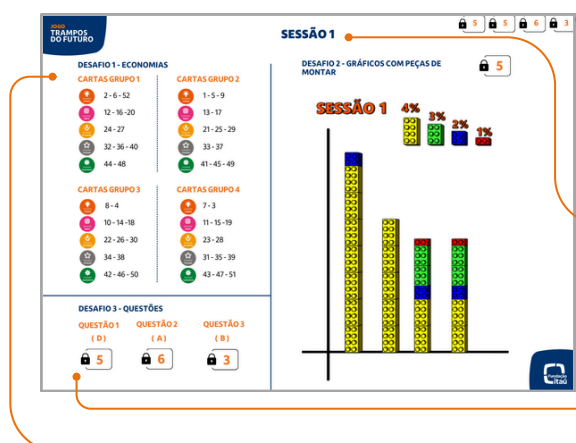 JOGO
TRAMPOS
DO FUTURO
SESSÃO 1
5 5 6 3
DESAFIO 1 - ECONOMIAS
CARTAS GRUPO 1
2 - 6 - 52
12 - 16 -20
24 - 27
32 - 36 - 40
44 - 48
CARTAS GRUPO 2
1 - 5 - 9
13 - 17
21 - 25 - 29
33 - 37
41 - 45 - 49
CARTAS GRUPO 3
8 - 4
10 - 14 -18
22 - 26 - 30
34 - 38
42 - 46 - 50
CARTAS GRUPO 4
7 - 3
11 - 15 -19
23 - 28
31 - 35 - 39
43 - 47 - 51
DESAFIO 2 - GRÁFICOS COM PEÇAS DE
MONTAR
5
SESSÃO 1
4%
3%
2%
1%
DESAFIO 3 - QUESTÕES
QUESTÃO 1
( D )
5
QUESTÃO 2
( A )
6
QUESTÃO 3
( B )
3
Fundação
Itaú